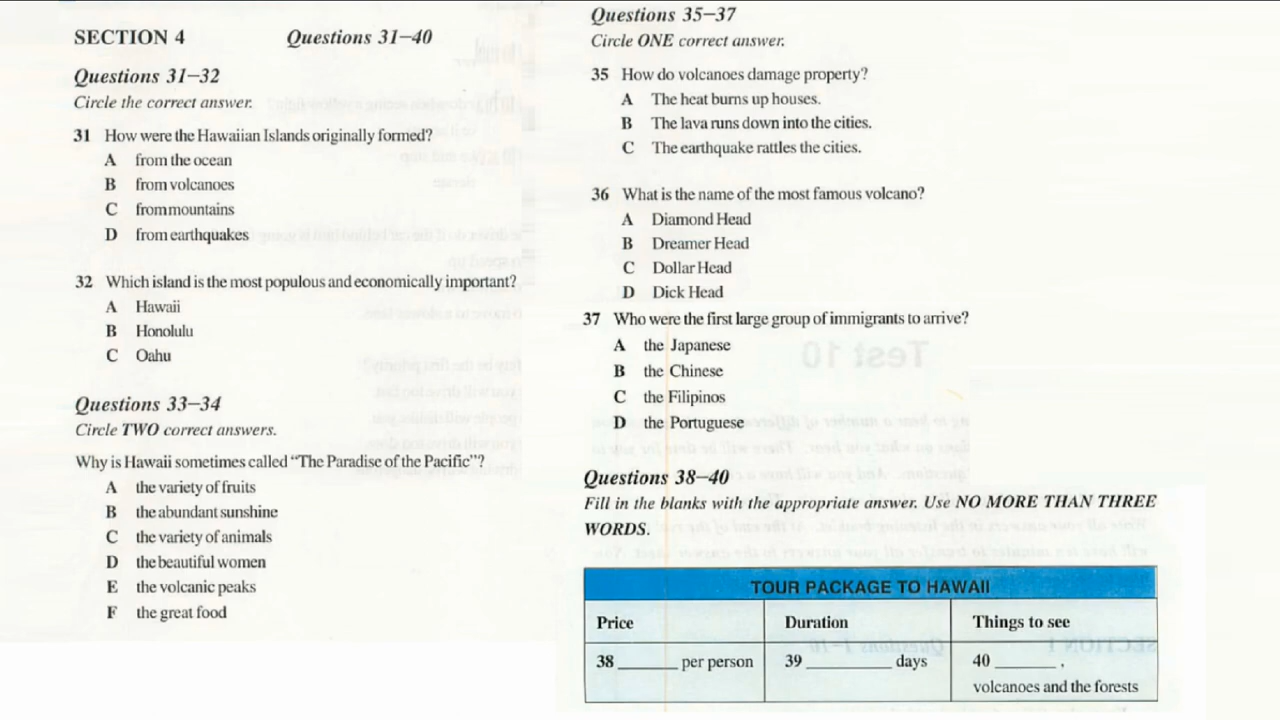 SECTION 4 Questions 31–40
Questions 31–32
Circle the correct answer.
31 How were the Hawaiian Islands originally formed?
A from the ocean
B from volcanoes
C frommountains
D from earthquakes
32 Which island is the most populous and economically important?
A Hawaii
B Honolulu
C Oahu
Questions 33–34
Circle TWO correct answers.
Why is Hawaii sometimes called “The Paradise of the Pacific”?
A the variety of fruits
B the abundant sunshine
C the variety of animals
D the beautiful women
E the volcanic peaks
F the great food
Questions 35–37
Circle ONE correct answer.
35 How do volcanoes damage property?
A The heat burns up houses.
B The lava runs down into the cities.
C The earthquake rattles the cities.
36 What is the name of the most famous volcano?
A Diamond Head
B Dreamer Head
C Dollar Head
D Dick Head
37 Who were the first large group of immigrants to arrive?
A the Japanese
B the Chinese
C the Filipinos
D the Portuguese
Questions 38–40
Fill in the blanks with the appropriate answer. Use NO MORE THAN THREE
WORDS.
TOUR PACKAGE TO HAWAII
Price Duration Things to see
38 ______ per person 39 ______ days 40 ______ ,
volcanoes and the forests